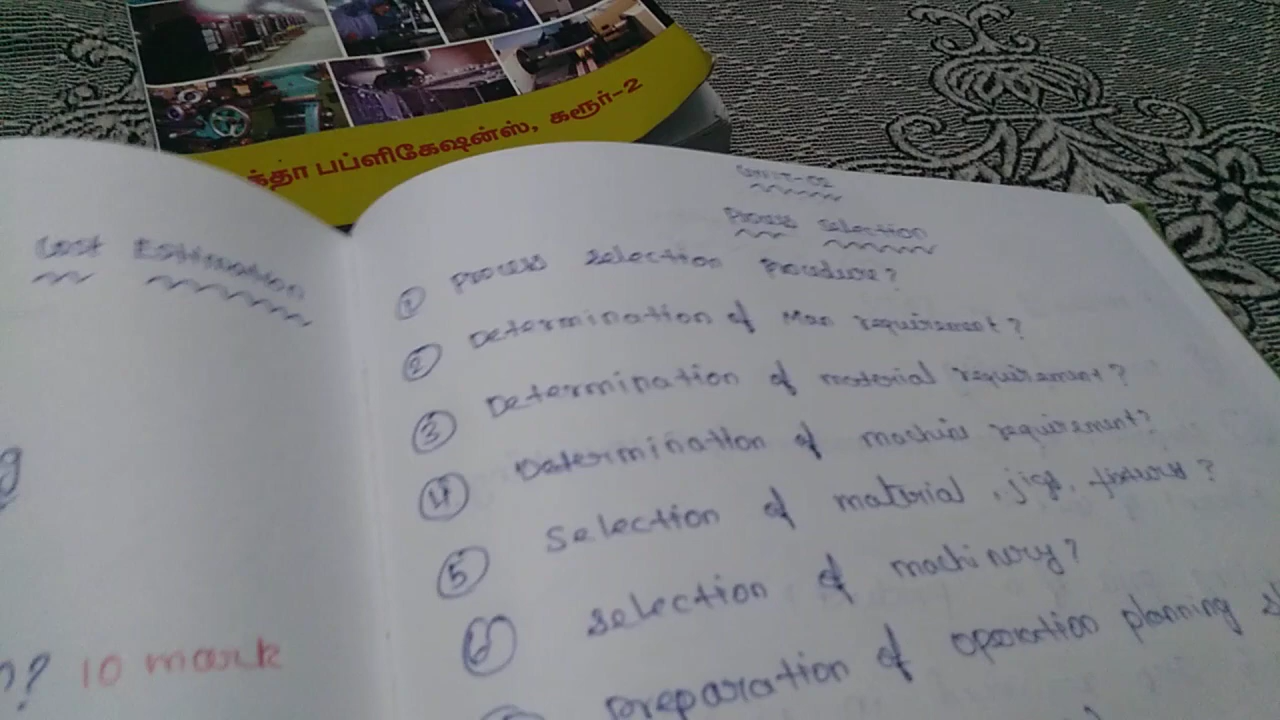 ந்தா பப்ளிகேஷன்ஸ், கரூர்-2
Cost Estimation
n? 10 mark
UNIT-02
Process Selection
① Process selection Procedure?
② Determination of Man requirement?
③ Determination of material requirement?
④ Determination of machine requirement?
⑤ Selection of material, jigs, fixtures?
⑥ Selection of machinery?
Preparation of operation planning